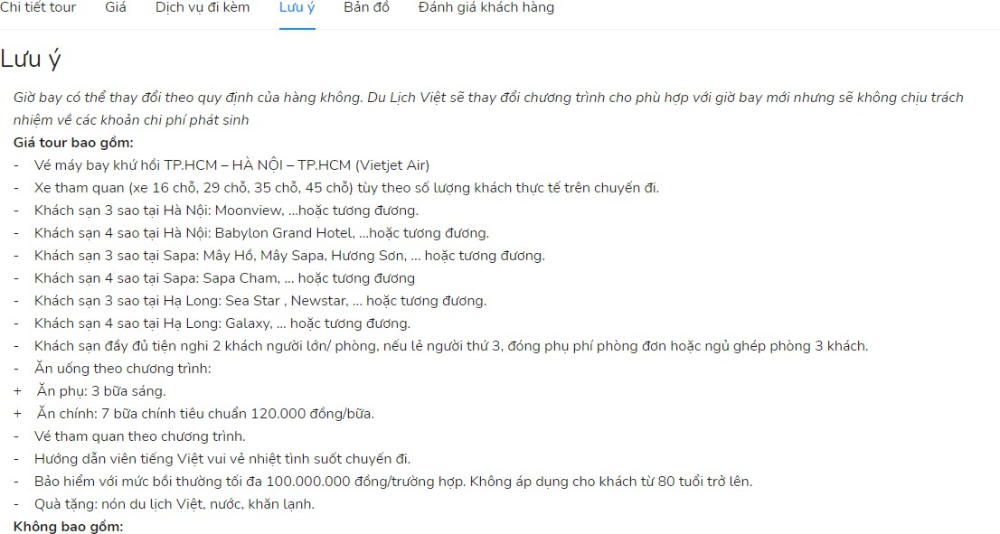 Chi tiết tour Giá Dịch vụ đi kèm Lưu ý Bản đồ Đánh giá khách hàng
Lưu ý
Giờ bay có thể thay đổi theo quy định của hàng không. Du Lịch Việt sẽ thay đổi chương trình cho phù hợp với giờ bay mới nhưng sẽ không chịu trách
nhiệm về các khoản chi phí phát sinh
Giá tour bao gồm:
- Vé máy bay khứ hồi TP.HCM – HÀ NỘI – TP.HCM (Vietjet Air)
- Xe tham quan (xe 16 chỗ, 29 chỗ, 35 chỗ, 45 chỗ) tùy theo số lượng khách thực tế trên chuyến đi.
- Khách sạn 3 sao tại Hà Nội: Moonview, ...hoặc tương đương.
- Khách sạn 4 sao tại Hà Nội: Babylon Grand Hotel, ...hoặc tương đương.
- Khách sạn 3 sao tại Sapa: Mây Hồ, Mây Sapa, Hương Sơn, ... hoặc tương đương.
- Khách sạn 4 sao tại Sapa: Sapa Cham, ... hoặc tương đương
- Khách sạn 3 sao tại Hạ Long: Sea Star , Newstar, ... hoặc tương đương.
- Khách sạn 4 sao tại Hạ Long: Galaxy, ... hoặc tương đương.
- Khách sạn đầy đủ tiện nghi 2 khách người lớn/ phòng, nếu lẻ người thứ 3, đóng phụ phí phòng đơn hoặc ngủ ghép phòng 3 khách.
- Ăn uống theo chương trình:
+ Ăn phụ: 3 bữa sáng.
+ Ăn chính: 7 bữa chính tiêu chuẩn 120.000 đồng/bữa.
- Vé tham quan theo chương trình.
- Hướng dẫn viên tiếng Việt vui vẻ nhiệt tình suốt chuyến đi.
- Bảo hiểm với mức bồi thường tối đa 100.000.000 đồng/trường hợp. Không áp dụng cho khách từ 80 tuổi trở lên.
- Quà tặng: nón du lịch Việt, nước, khăn lạnh.
Không bao gồm: